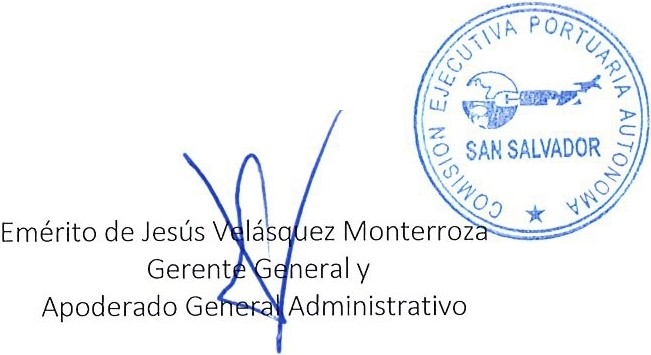 COMISION EJECUTIVA PORTUARIA AUTONOMA
SAN SALVADOR
Emérito de Jesús Velásquez Monterroza
Gerente General y
Apoderado General Administrativo